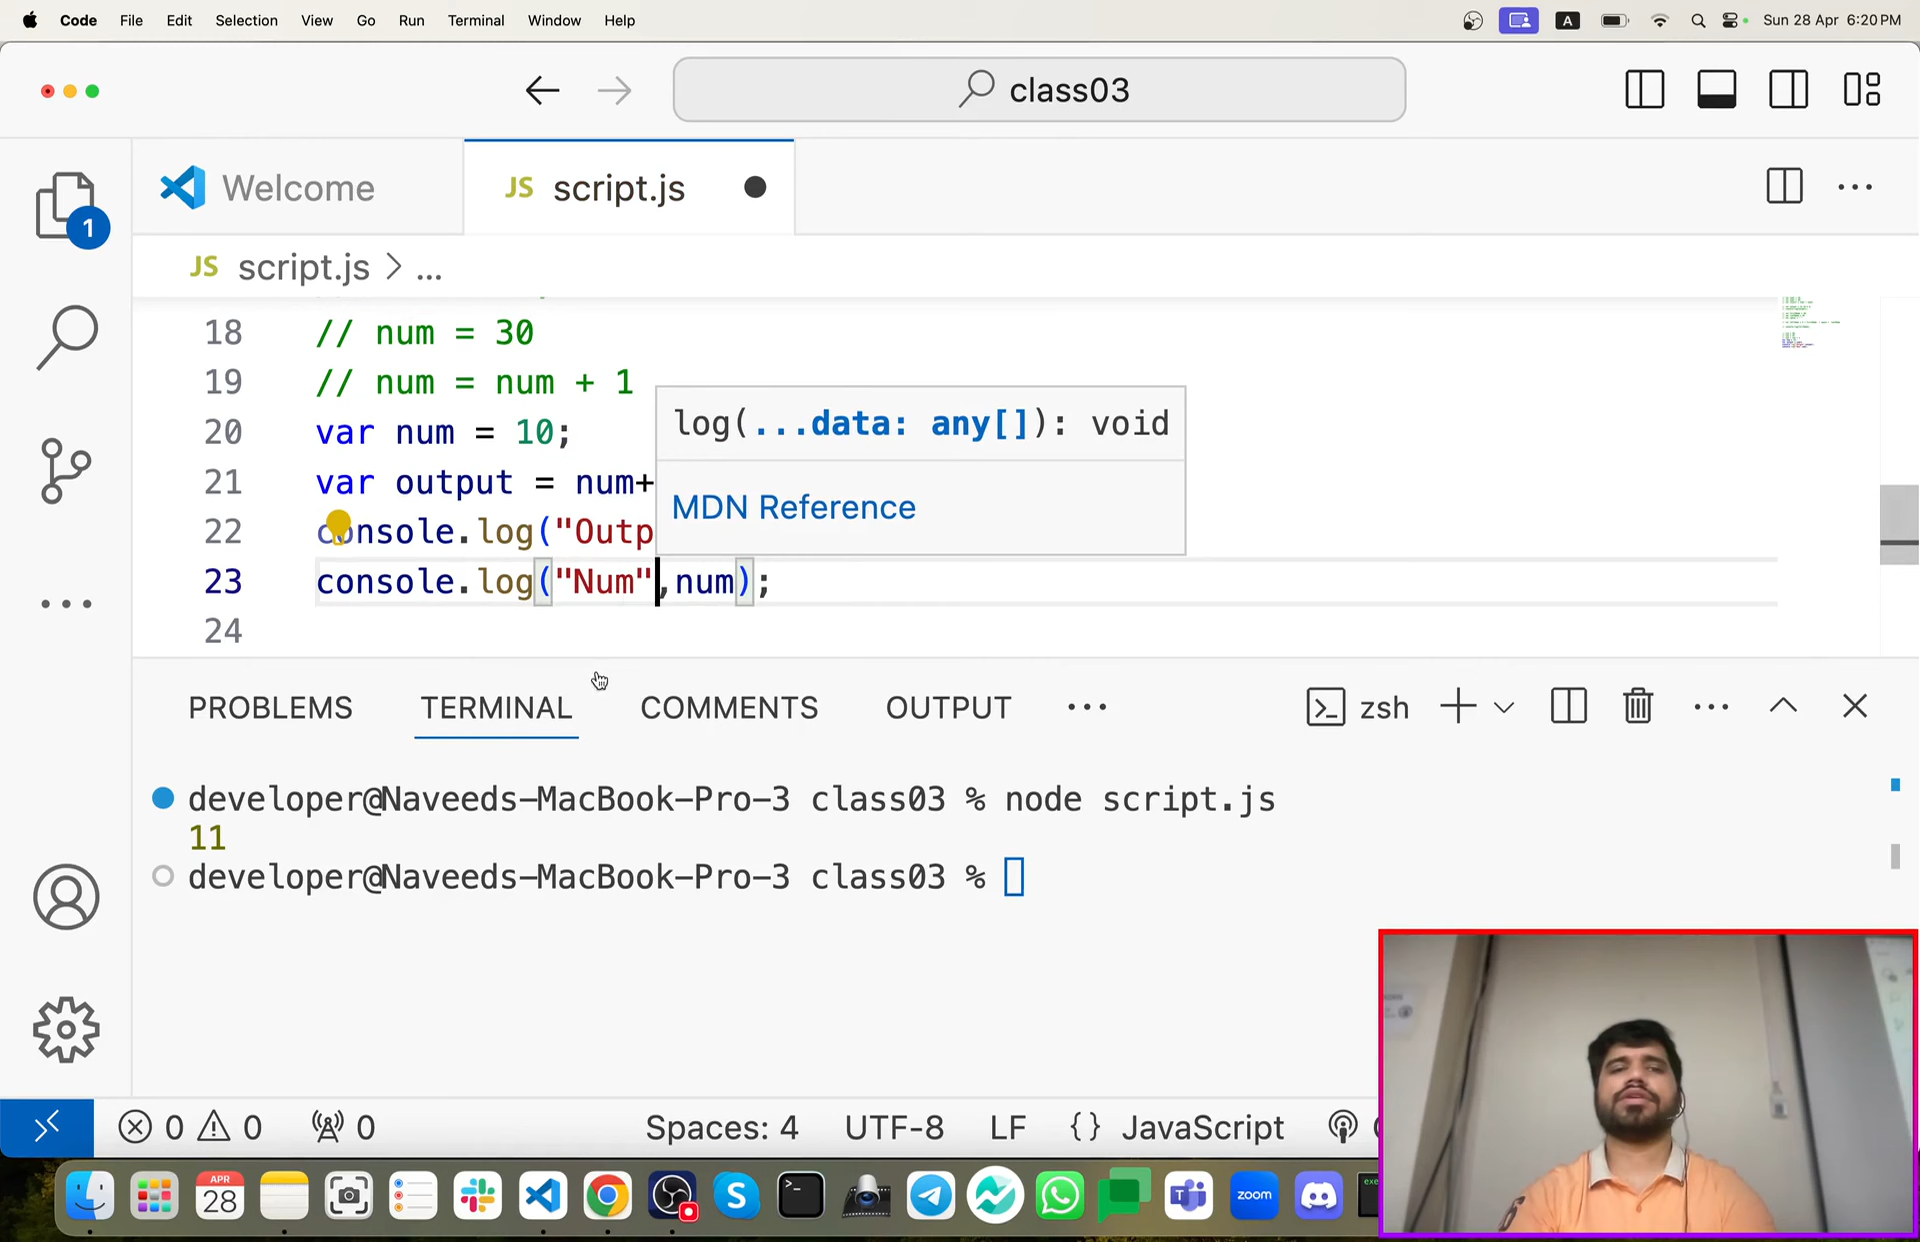 Code File Edit Selection View Go Run Terminal Window Help
A Sun 28 Apr 6:20 PM
class03
Welcome
JS script.js
1
JS script.js > ...
18 // num = 30
19 // num = num + 1
20 var num = 10;
21 var output = num+
22 console.log("Outp
23 console.log("Num",num);
24
log(...data: any[]): void
MDN Reference
PROBLEMS TERMINAL COMMENTS OUTPUT ...
zsh
developer@Naveeds-MacBook-Pro-3 class03 % node script.js
11
developer@Naveeds-MacBook-Pro-3 class03 %
0 0 0 Spaces: 4 UTF-8 LF {} JavaScript
APR
28
S
zoom
exe